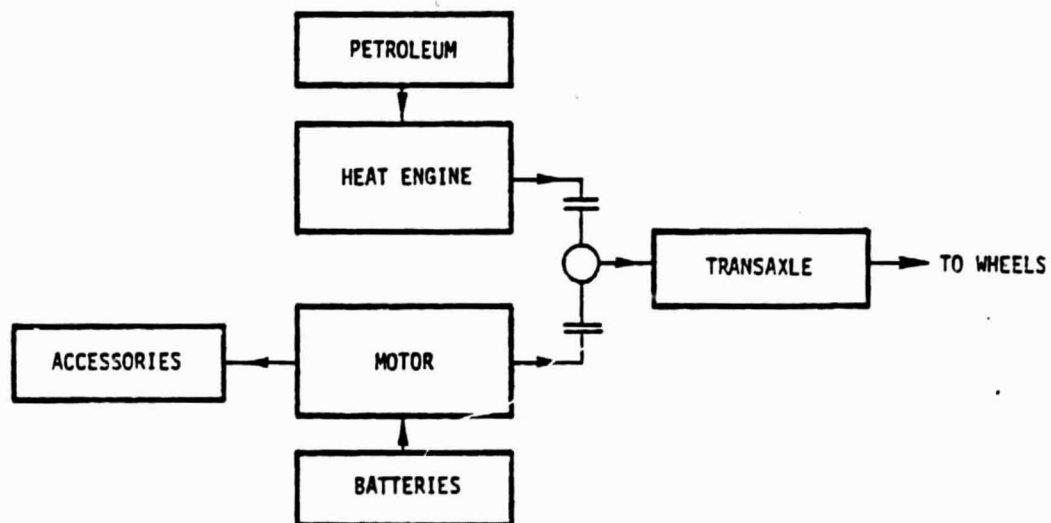 PETROLEUM
HEAT ENGINE
TRANSAXLE
TO WHEELS
ACCESSORIES
MOTOR
BATTERIES